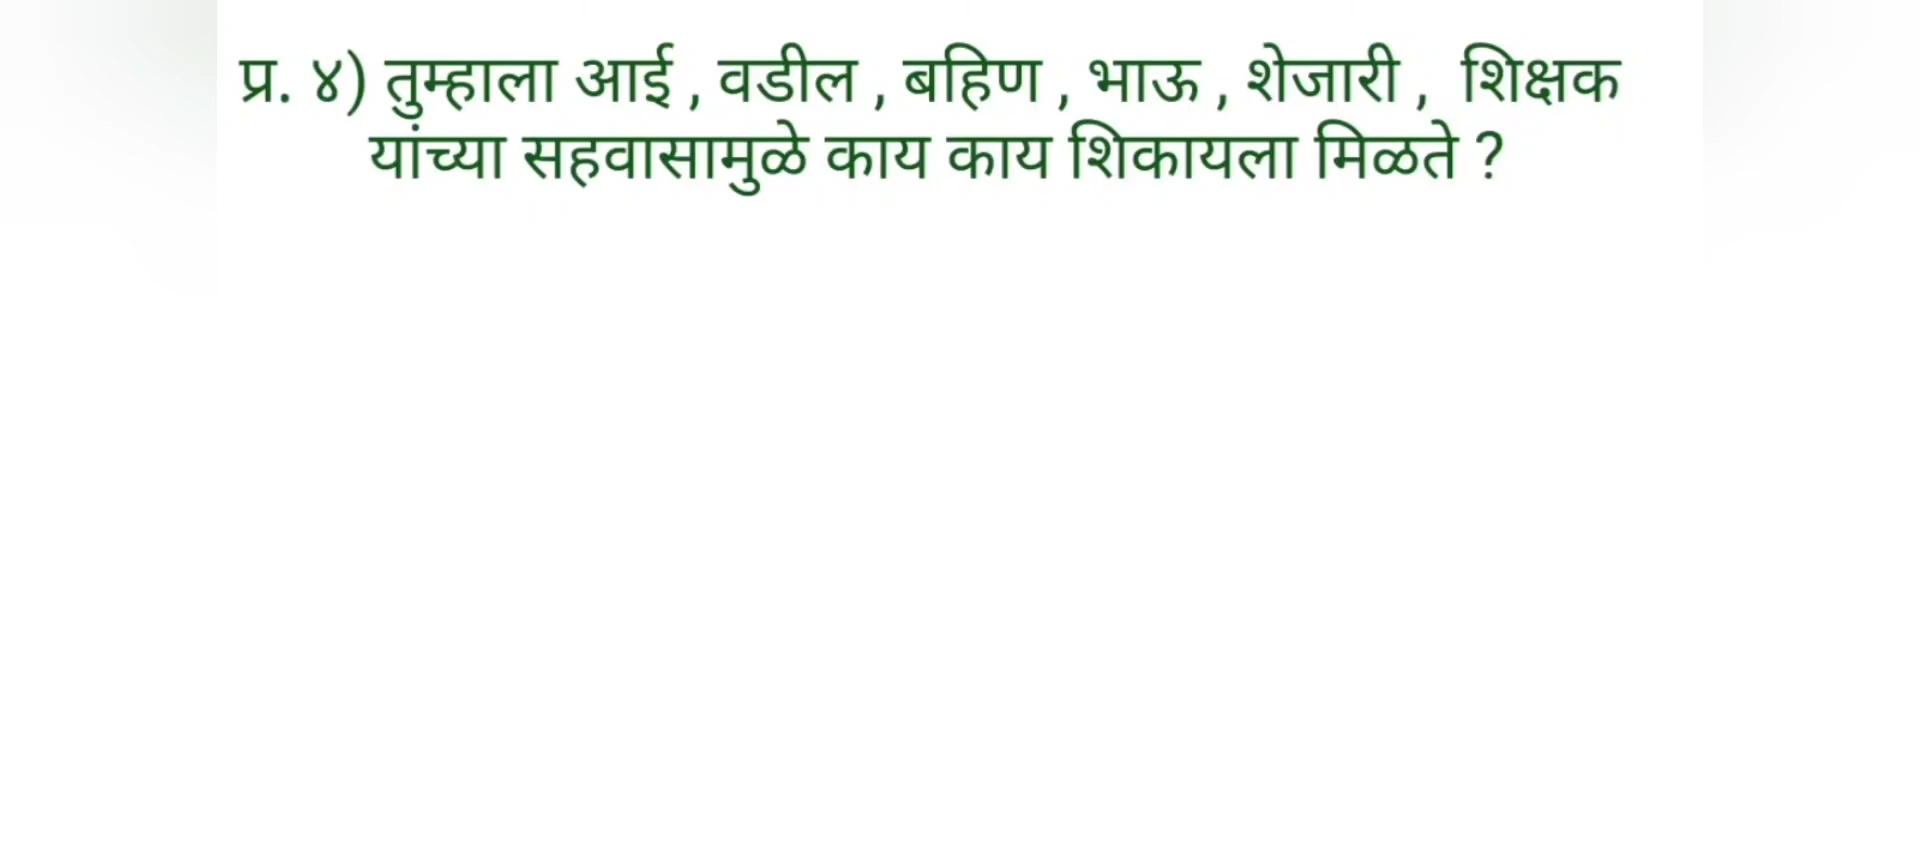 प्र. ४) तुम्हाला आई , वडील , बहिण , भाऊ , शेजारी , शिक्षक
यांच्या सहवासामुळे काय काय शिकायला मिळते ?